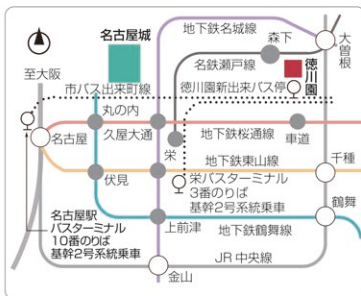 名古屋城
地下鉄名城線
森下
大曽根
名鉄瀬戸線
徳川園
至大阪
市バス出来町線
徳川園新出来バス停
丸の内
名古屋
久屋大通
栄
地下鉄桜通線
車道
地下鉄東山線
千種
伏見
栄バスターミナル
3番のりば
基幹2号系統乗車
名古屋駅
バスターミナル
10番のりば
基幹2号系統乗車
上前津
地下鉄鶴舞線
鶴舞
金山
JR中央線